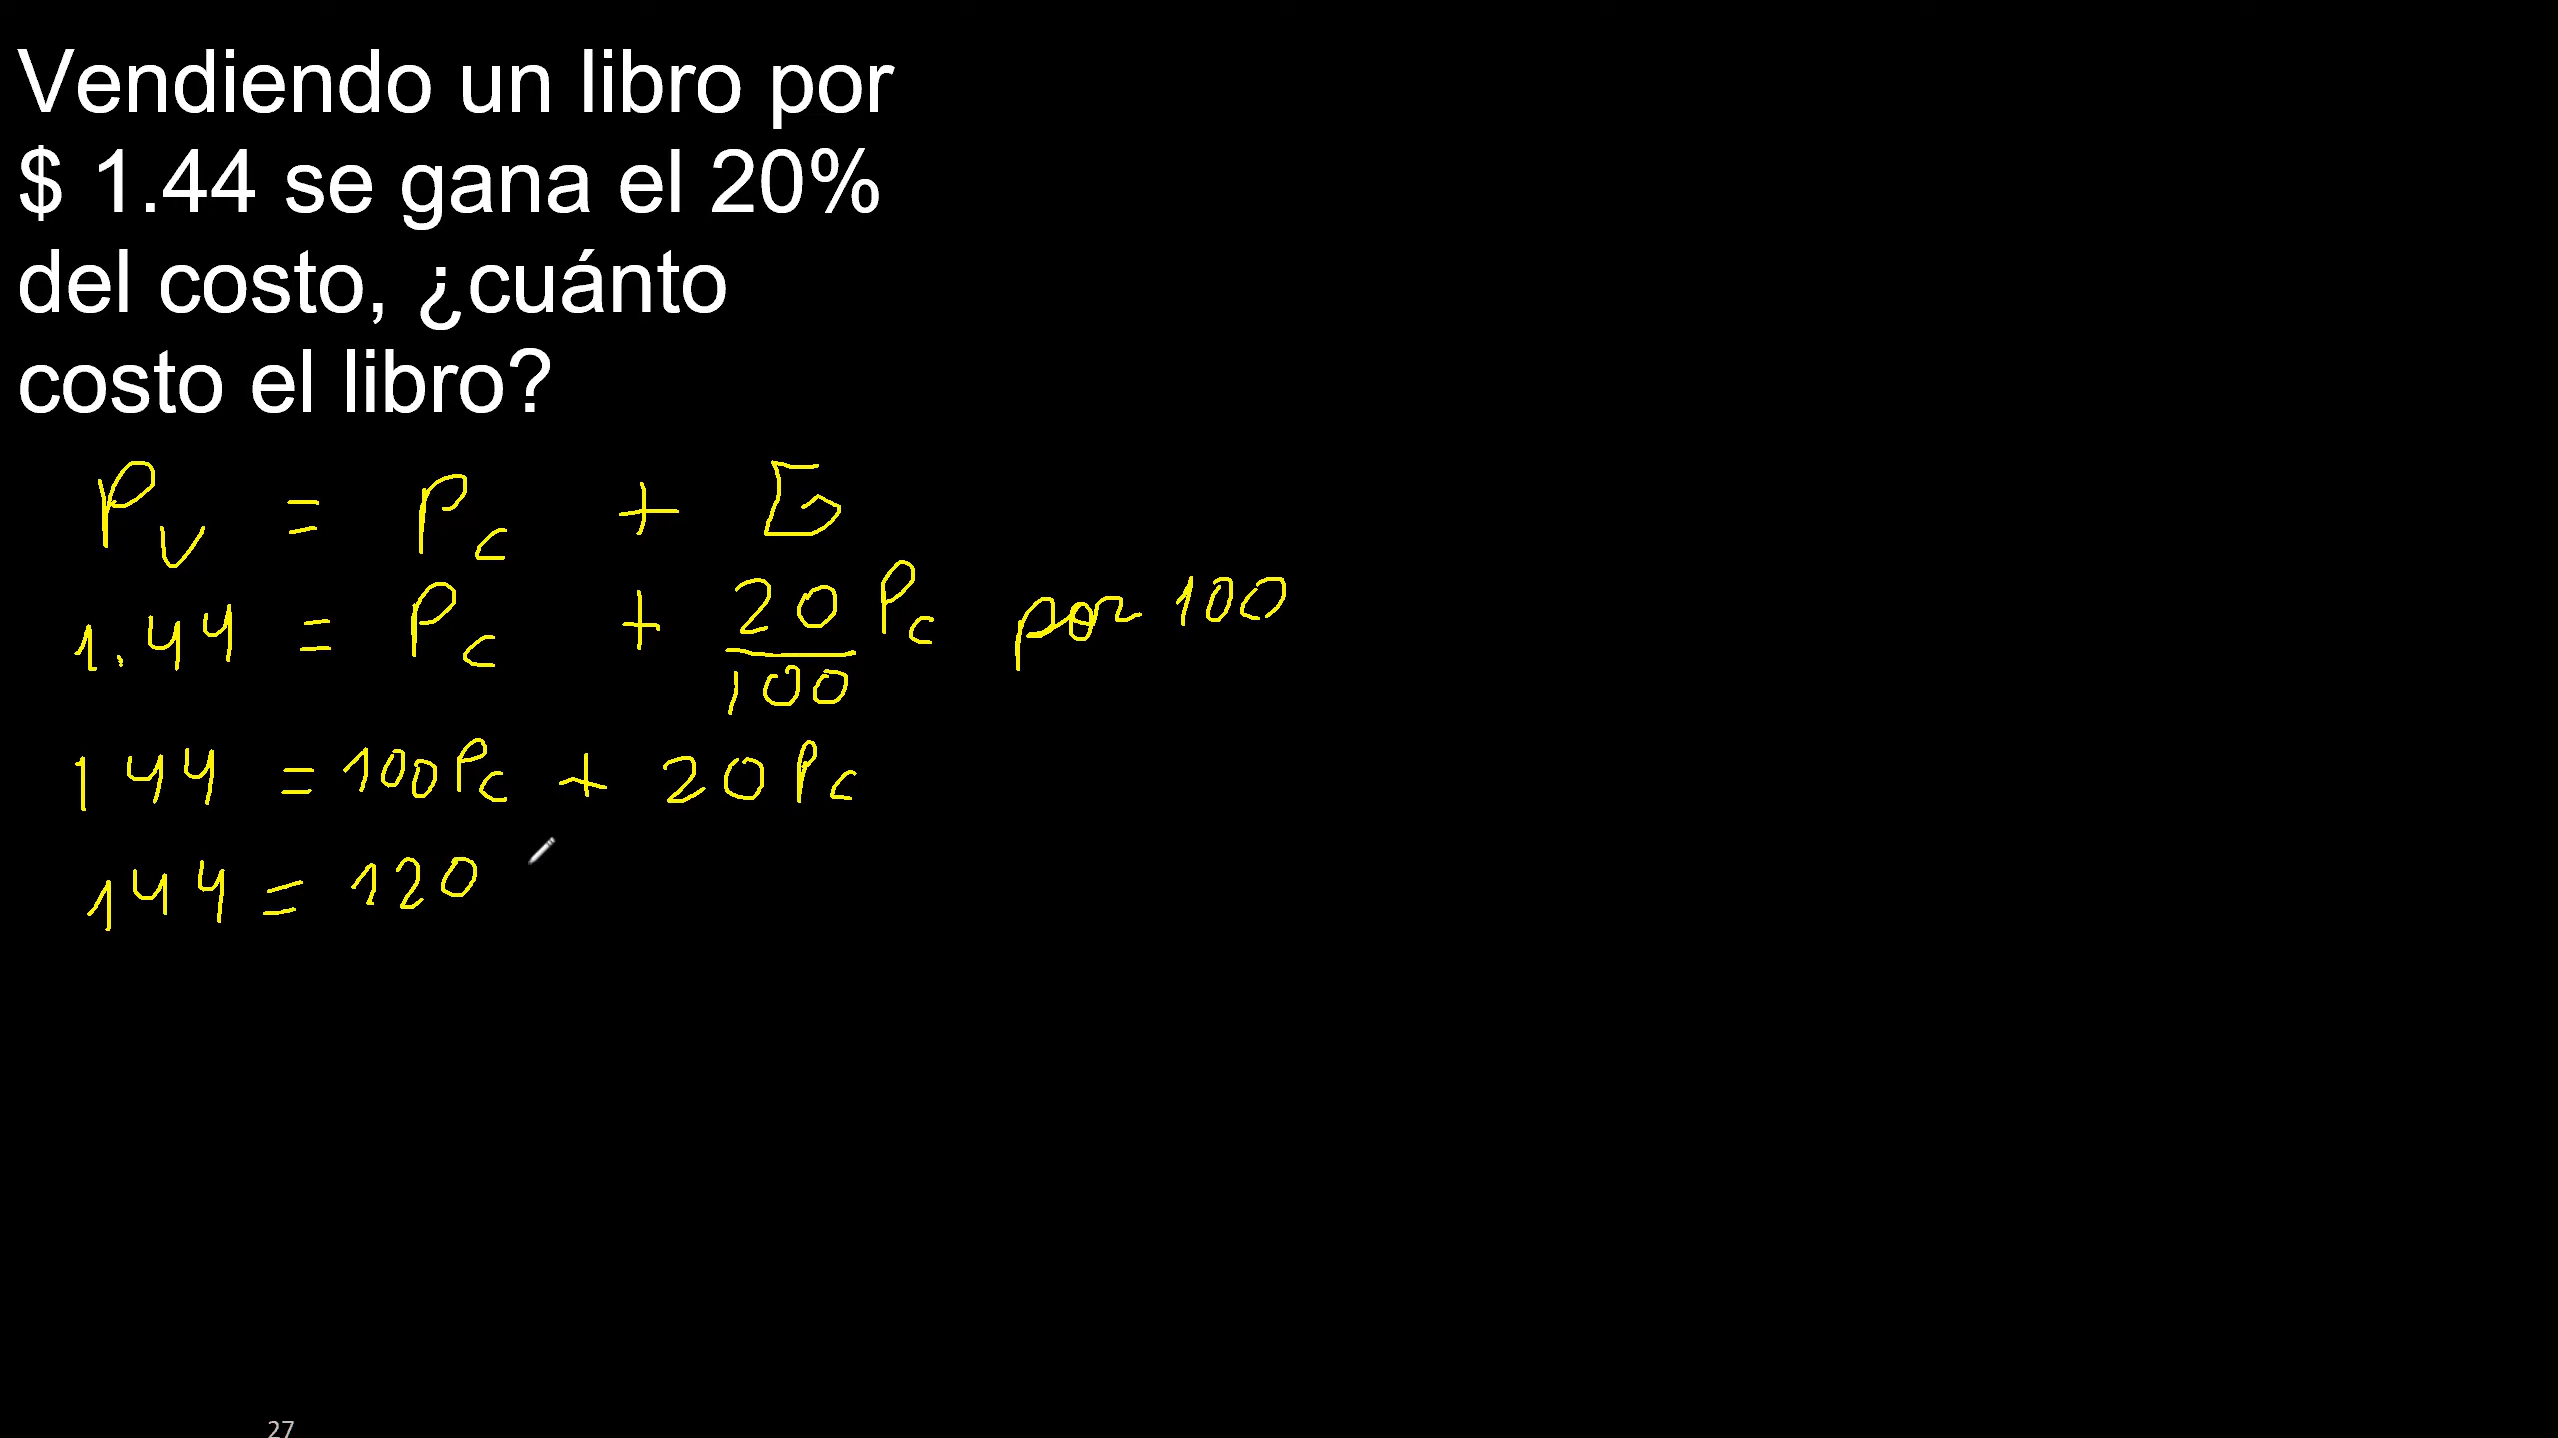 Vendiendo un libro por
$ 1.44 se gana el 20%
del costo, ¿cuánto
costo el libro?
Pv = Pc + G
1.44 = Pc + 20/100 Pc por 100
144 = 100Pc + 20Pc
144 = 120
27